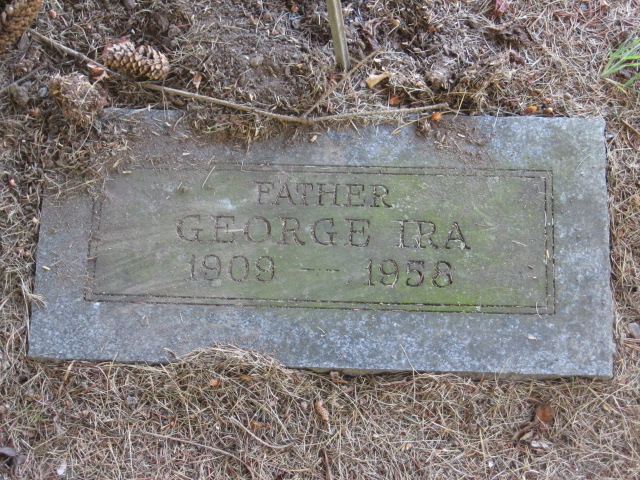 FATHER
GEORGE IRA
1909 — 1958